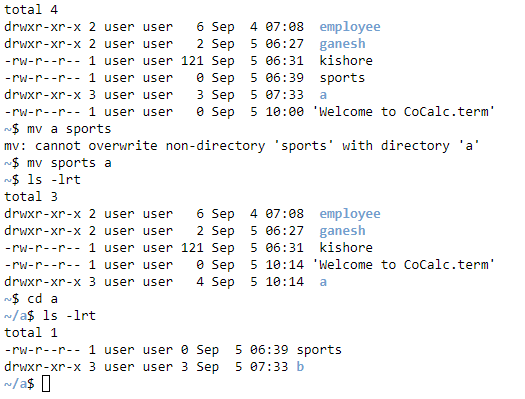 total 4
drwxr-xr-x 2 user user   6 Sep  4 07:08  employee
drwxr-xr-x 2 user user   2 Sep  5 06:27  ganesh
-rw-r--r-- 1 user user 121 Sep  5 06:31  kishore
-rw-r--r-- 1 user user   0 Sep  5 06:39  sports
drwxr-xr-x 3 user user   3 Sep  5 07:33  a
-rw-r--r-- 1 user user   0 Sep  5 10:00 'Welcome to CoCalc.term'
~$ mv a sports
mv: cannot overwrite non-directory 'sports' with directory 'a'
~$ mv sports a
~$ ls -lrt
total 3
drwxr-xr-x 2 user user   6 Sep  4 07:08  employee
drwxr-xr-x 2 user user   2 Sep  5 06:27  ganesh
-rw-r--r-- 1 user user 121 Sep  5 06:31  kishore
-rw-r--r-- 1 user user   0 Sep  5 10:14 'Welcome to CoCalc.term'
drwxr-xr-x 3 user user   4 Sep  5 10:14  a
~$ cd a
~/a$ ls -lrt
total 1
-rw-r--r-- 1 user user 0 Sep  5 06:39 sports
drwxr-xr-x 3 user user 3 Sep  5 07:33 b
~/a$